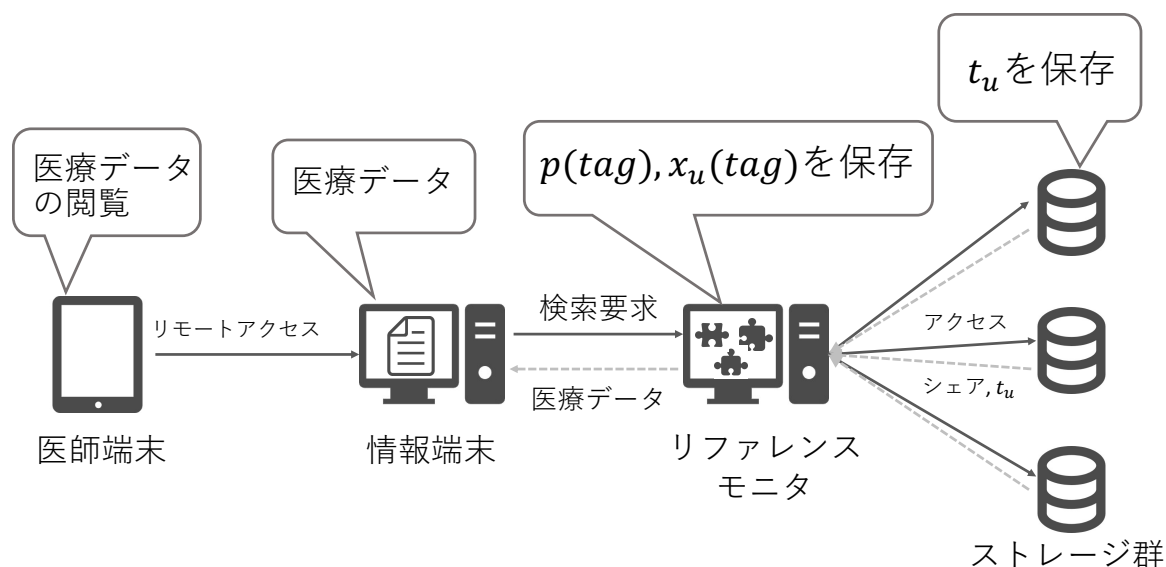 医療データ
の閲覧
医療データ
p(tag), x_u(tag)を保存
t_uを保存
リモートアクセス
検索要求
医療データ
アクセス
シェア, t_u
医師端末
情報端末
リファレンス
モニタ
ストレージ群